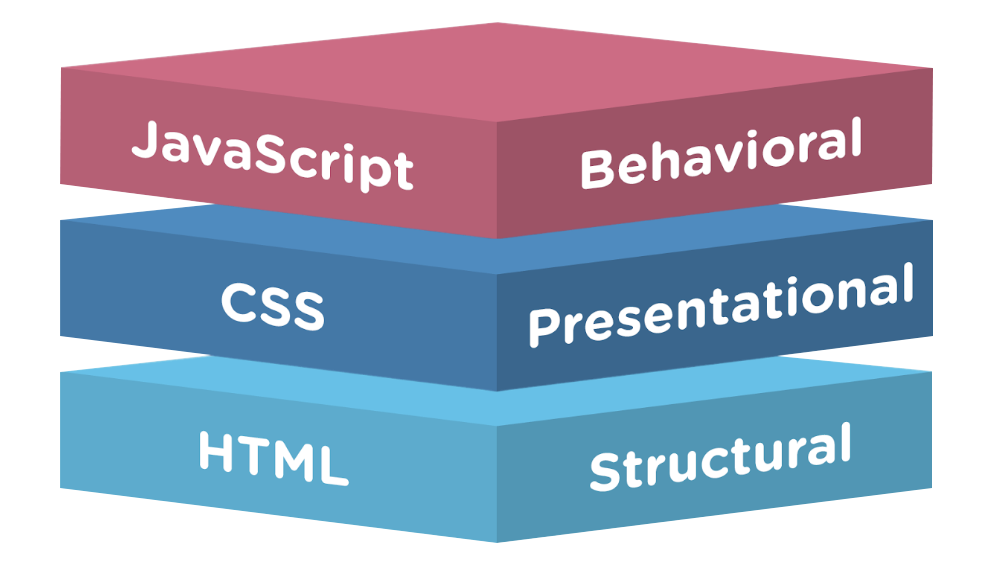 JavaScript
Behavioral
CSS
Presentational
HTML
Structural